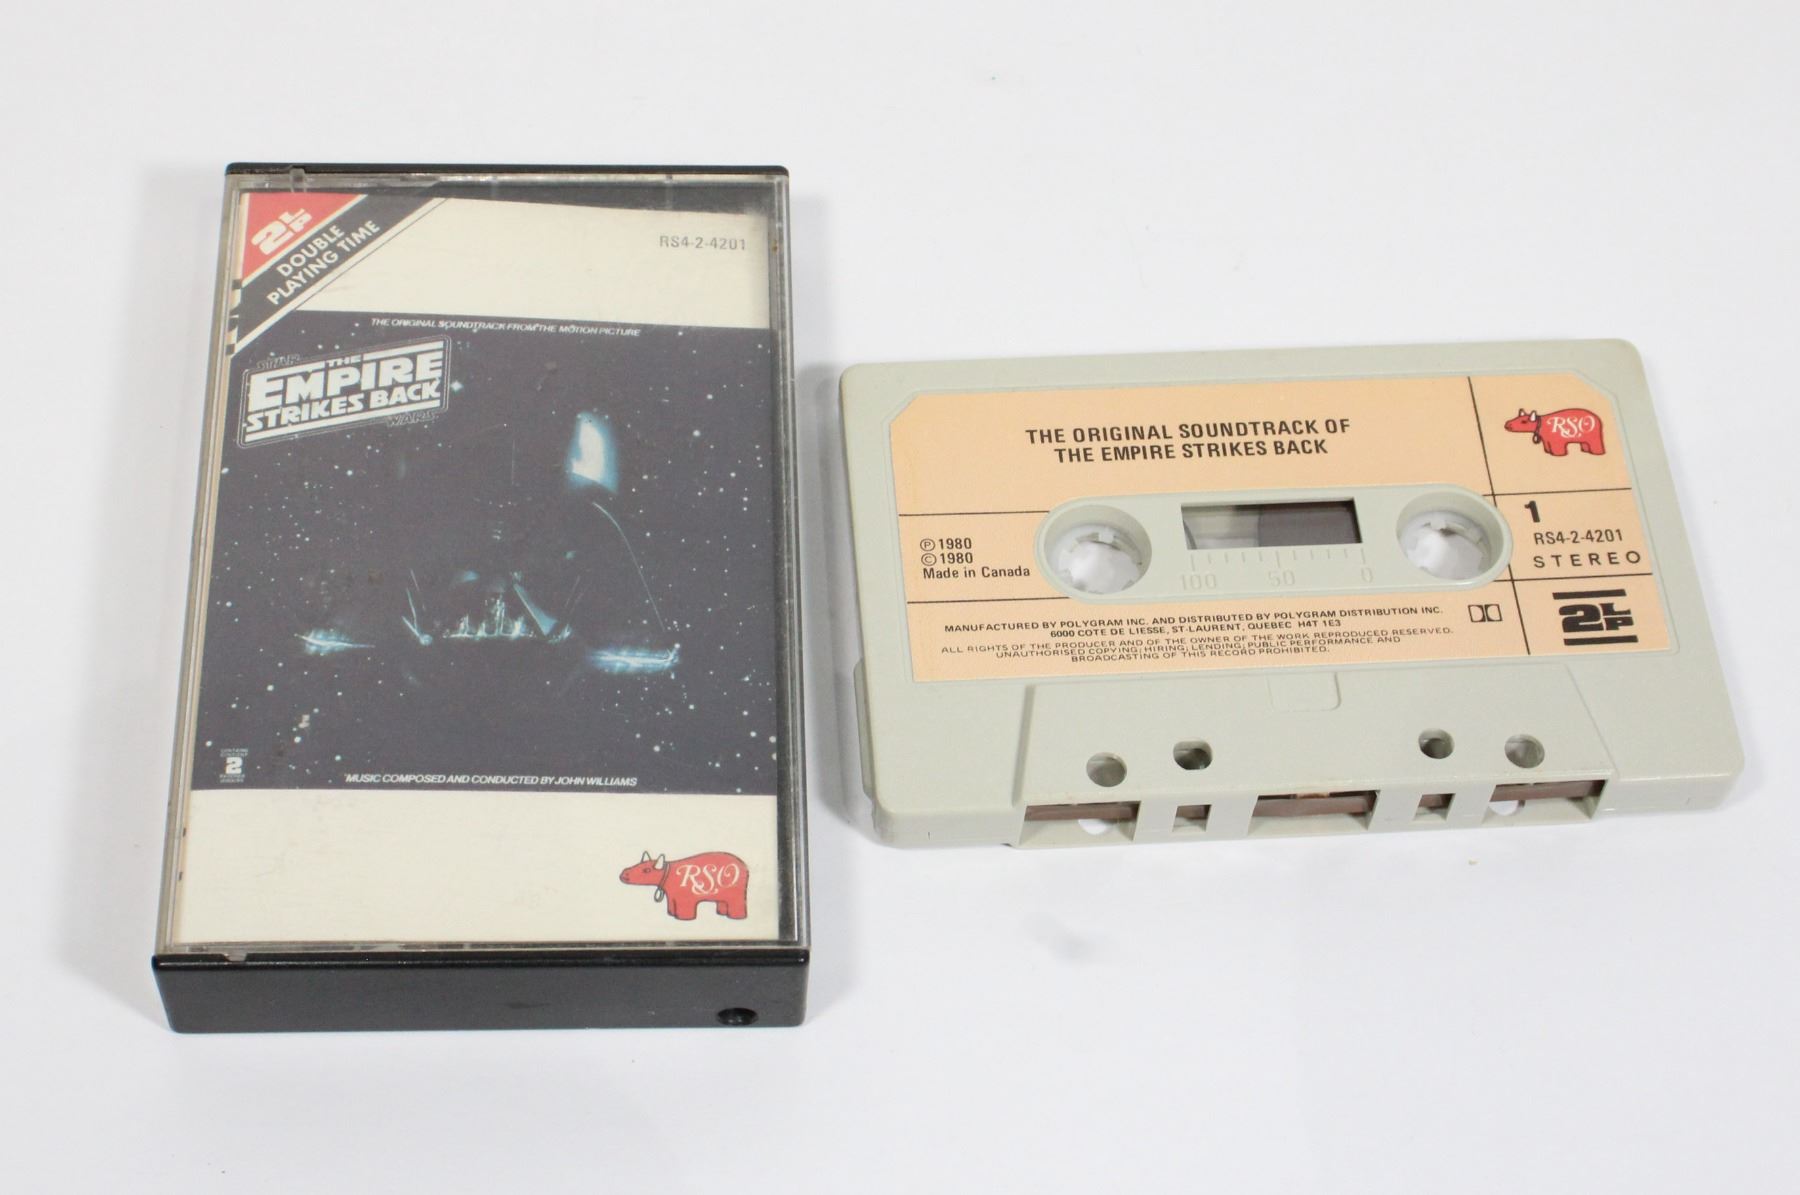 2LP
DOUBLE
PLAYING TIME
RS4-2-4201
THE ORIGINAL SOUNDTRACK FROM THE MOTION PICTURE
STAR
THE
EMPIRE
STRIKES BACK
WARS
2
MUSIC COMPOSED AND CONDUCTED BY JOHN WILLIAMS
RSO
THE ORIGINAL SOUNDTRACK OF
THE EMPIRE STRIKES BACK
RSO
℗ 1980
© 1980
Made in Canada
100 50 0
1
RS4-2-4201
STEREO
MANUFACTURED BY POLYGRAM INC. AND DISTRIBUTED BY POLYGRAM DISTRIBUTION INC.
6000 COTE DE LIESSE, ST-LAURENT, QUEBEC H4T 1E3
ALL RIGHTS OF THE PRODUCER AND OF THE OWNER OF THE WORK REPRODUCED RESERVED.
UNAUTHORISED COPYING; HIRING; LENDING; PUBLIC PERFORMANCE AND
BROADCASTING OF THIS RECORD PROHIBITED.
2LP